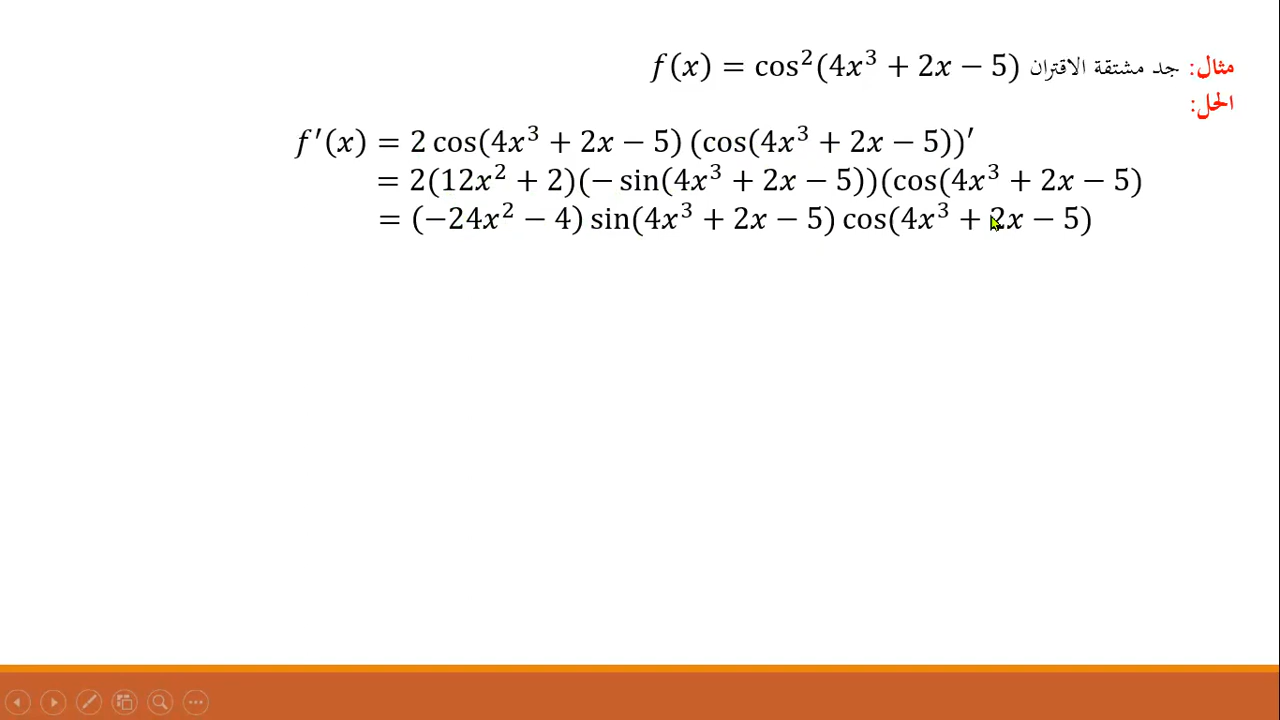 مثال: جد مشتقة الاقتران f(x) = cos²(4x³ + 2x − 5)
الحل:
f′(x) = 2 cos(4x³ + 2x − 5) (cos(4x³ + 2x − 5))′
= 2(12x² + 2)(− sin(4x³ + 2x − 5))(cos(4x³ + 2x − 5)
= (−24x² − 4) sin(4x³ + 2x − 5) cos(4x³ + 2x − 5)